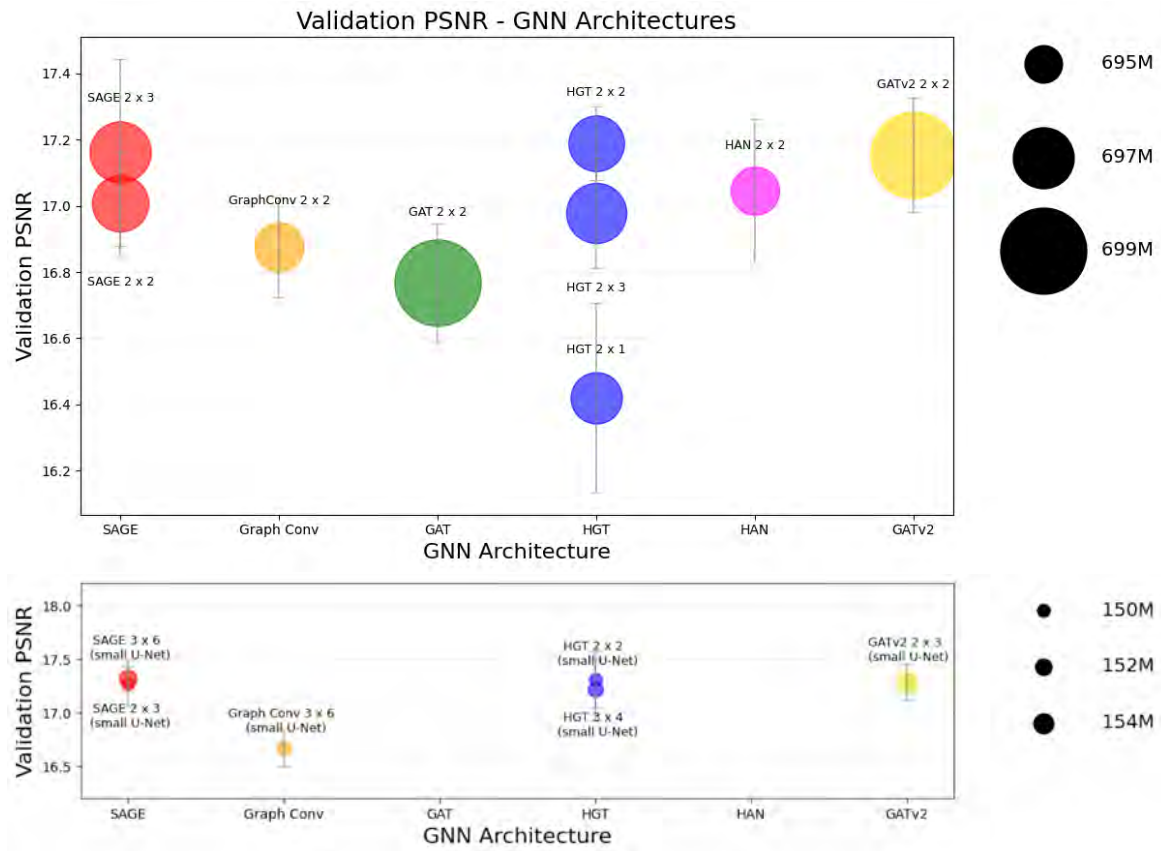 Validation PSNR - GNN Architectures
Validation PSNR
17.4
17.2
17.0
16.8
16.6
16.4
16.2
SAGE 2 x 3
SAGE 2 x 2
GraphConv 2 x 2
GAT 2 x 2
HGT 2 x 2
HGT 2 x 3
HGT 2 x 1
HAN 2 x 2
GATv2 2 x 2
SAGE
Graph Conv
GAT
HGT
HAN
GATv2
GNN Architecture
695M
697M
699M
Validation PSNR
18.0
17.5
17.0
16.5
SAGE 3 x 6
(small U-Net)
SAGE 2 x 3
(small U-Net)
Graph Conv 3 x 6
(small U-Net)
HGT 2 x 2
(small U-Net)
HGT 3 x 4
(small U-Net)
GATv2 2 x 3
(small U-Net)
SAGE
Graph Conv
GAT
HGT
HAN
GATv2
GNN Architecture
150M
152M
154M